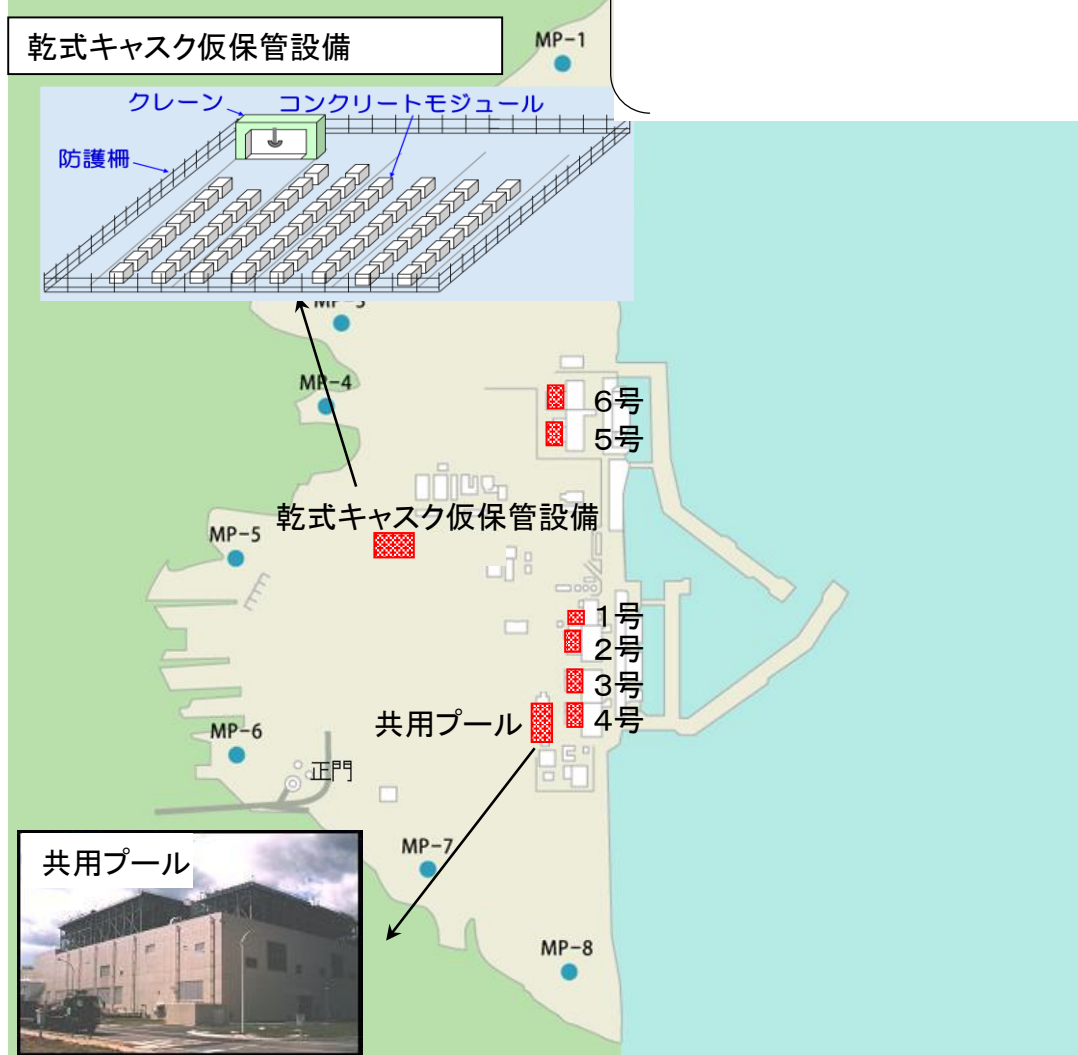 乾式キャスク仮保管設備
MP-1
クレーン
コンクリートモジュール
防護柵
MP-3
MP-4
6号
5号
乾式キャスク仮保管設備
MP-5
1号
2号
3号
共用プール
4号
MP-6
正門
MP-7
共用プール
MP-8